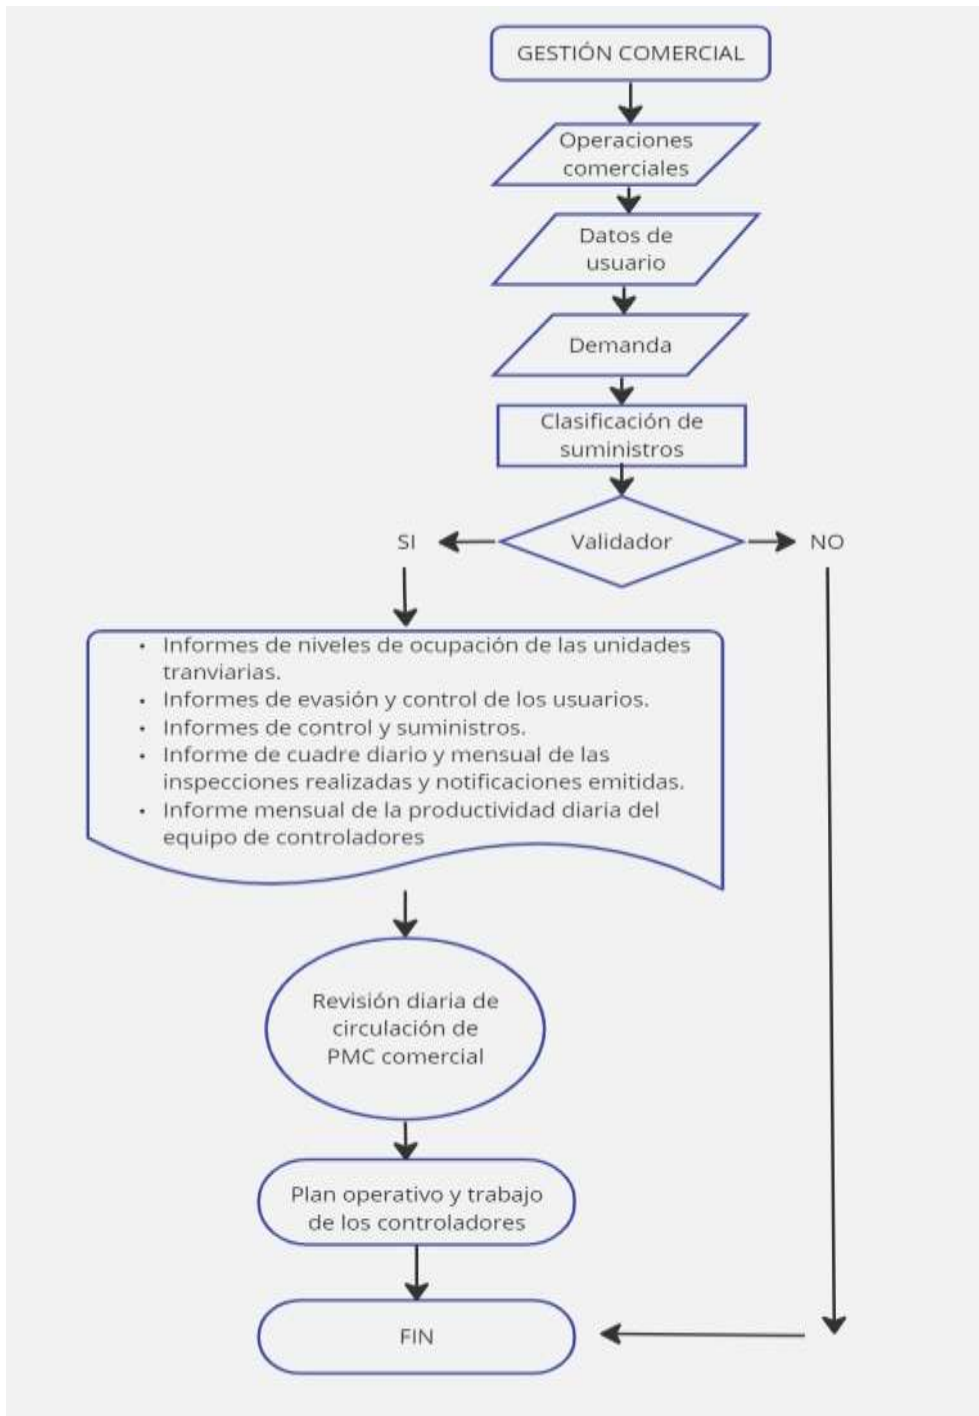 GESTIÓN COMERCIAL
Operaciones
comerciales
Datos de
usuario
Demanda
Clasificación de
suministros
SI
Validador
NO
• Informes de niveles de ocupación de las unidades
tranviarias.
• Informes de evasión y control de los usuarios.
• Informes de control y suministros.
• Informe de cuadre diario y mensual de las
inspecciones realizadas y notificaciones emitidas.
• Informe mensual de la productividad diaria del
equipo de controladores
Revisión diaria de
circulación de
PMC comercial
Plan operativo y trabajo
de los controladores
FIN